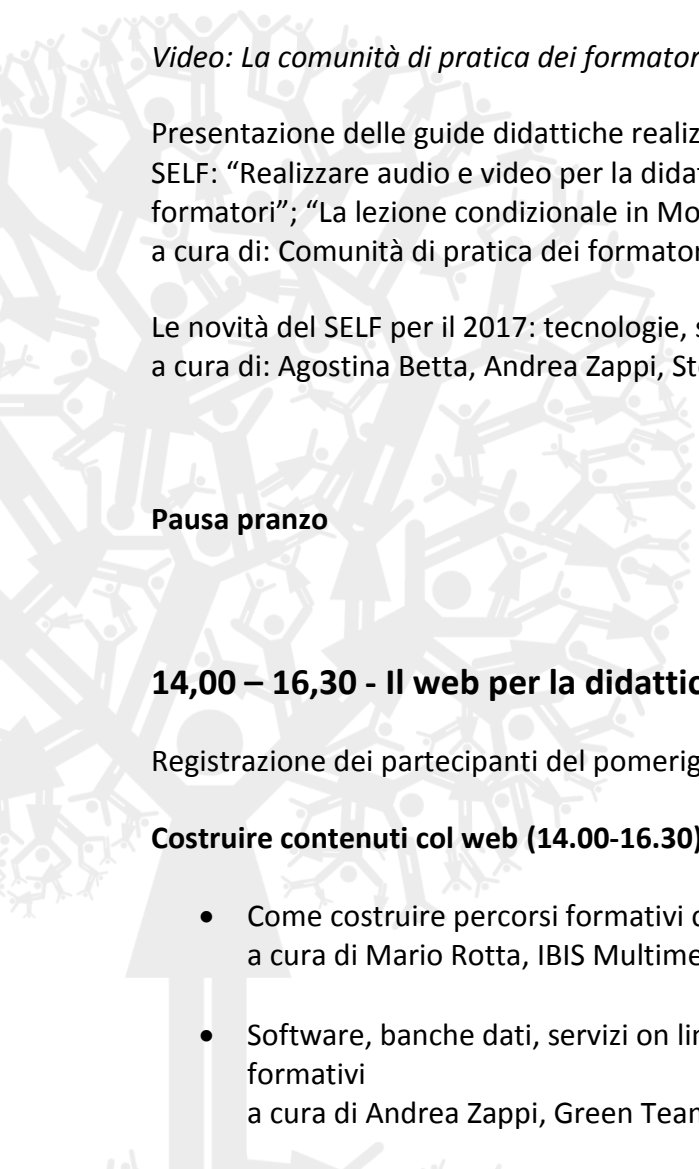 Video: La comunità di pratica dei formator
Presentazione delle guide didattiche realiz
SELF: “Realizzare audio e video per la dida
formatori”; “La lezione condizionale in Mo
a cura di: Comunità di pratica dei formator
Le novità del SELF per il 2017: tecnologie, s
a cura di: Agostina Betta, Andrea Zappi, St
Pausa pranzo
14,00 – 16,30 - Il web per la didattic
Registrazione dei partecipanti del pomerig
Costruire contenuti col web (14.00-16.30)
• Come costruire percorsi formativi
a cura di Mario Rotta, IBIS Multime
• Software, banche dati, servizi on lin
formativi
a cura di Andrea Zappi, Green Tea